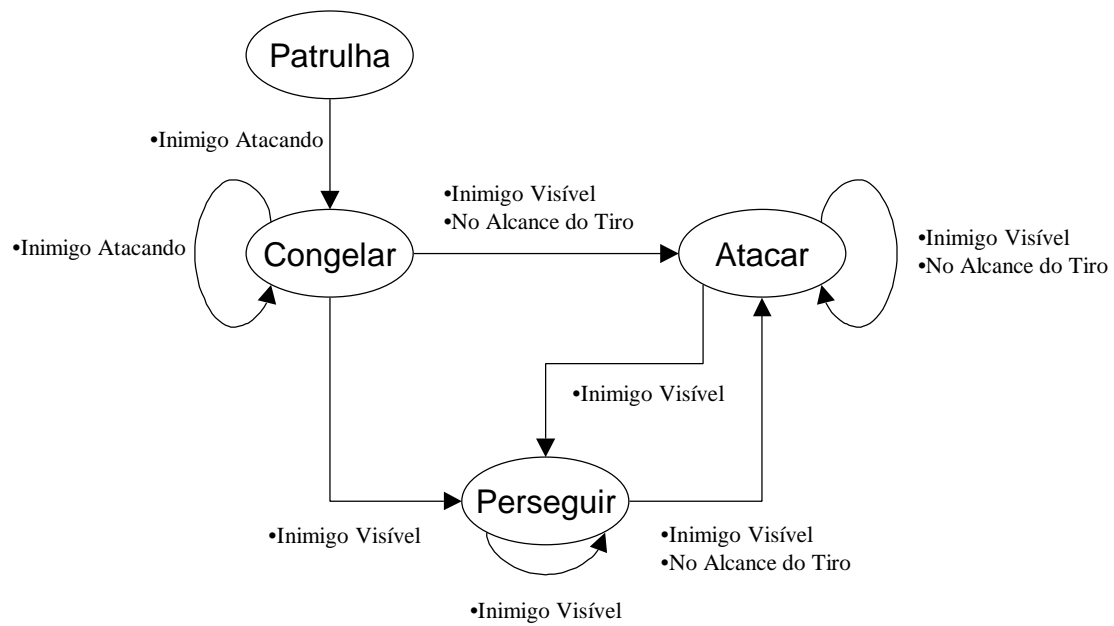 Patrulha
•Inimigo Atacando
•Inimigo Visível
•No Alcance do Tiro
•Inimigo Atacando
Congelar
Atacar
•Inimigo Visível
•No Alcance do Tiro
•Inimigo Visível
Perseguir
•Inimigo Visível
•Inimigo Visível
•No Alcance do Tiro
•Inimigo Visível